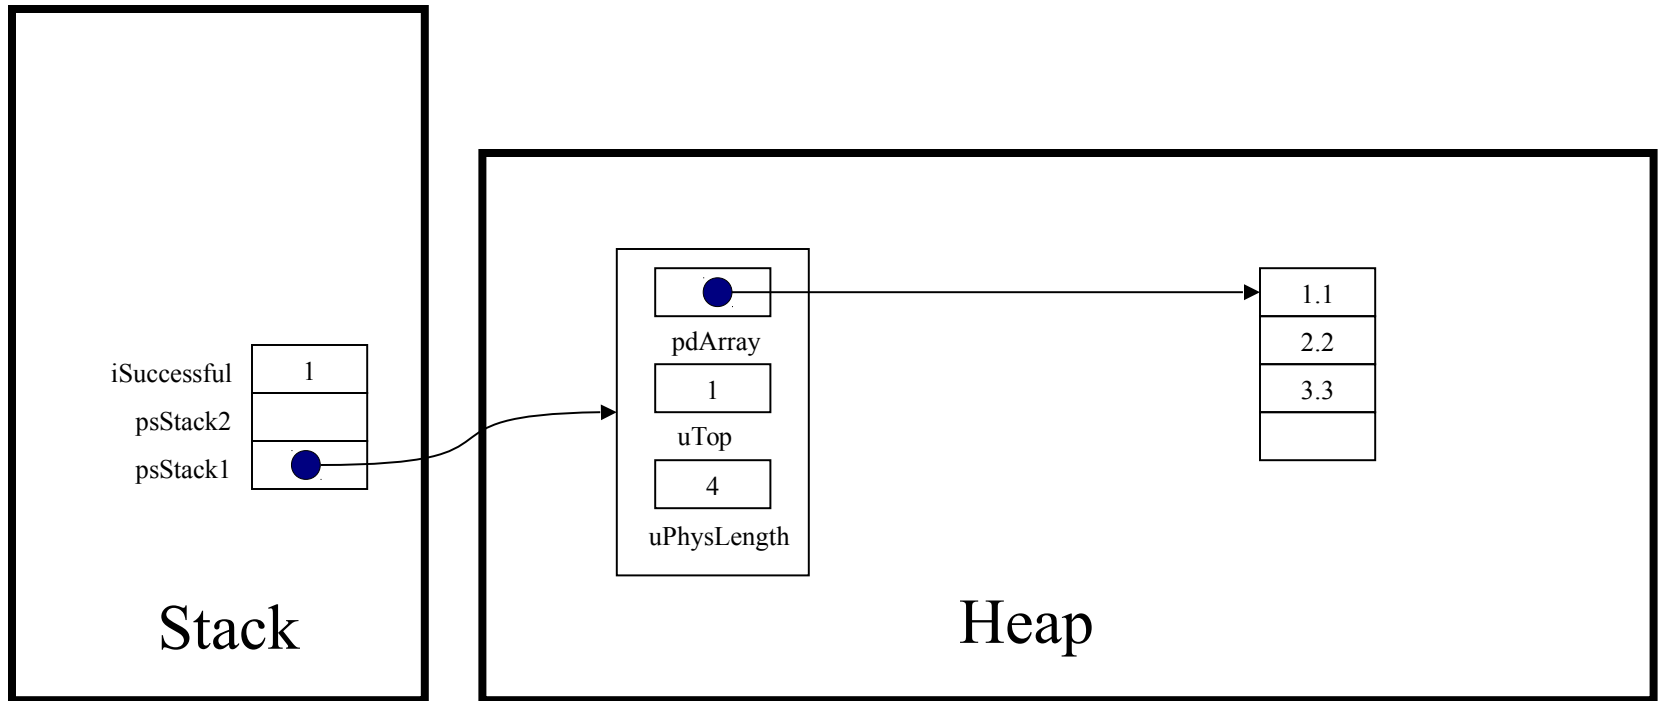 iSuccessful 1
psStack2
psStack1
Stack
pdArray
1
uTop
4
uPhysLength
1.1
2.2
3.3
Heap